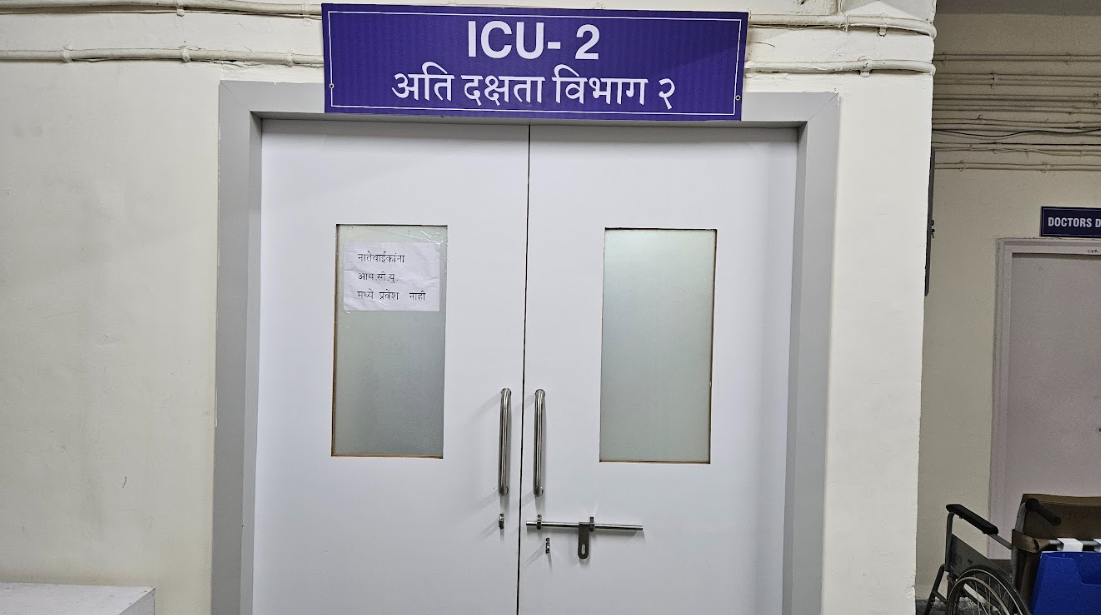 ICU- 2
अति दक्षता विभाग २
नातेवाईकांना
आय.सी.यु.
मध्ये प्रवेश नाही
DOCTORS D